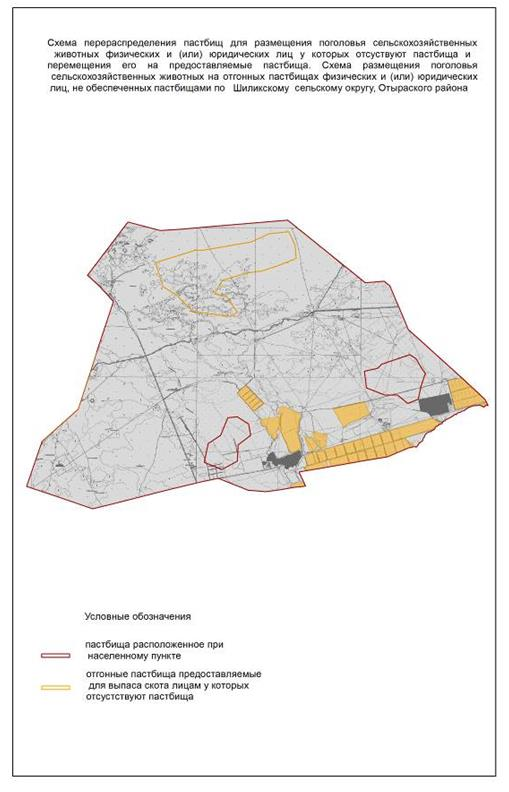 Схема перераспределения пастбищ для размещения поголовья сельскохозяйственных
животных физических и (или) юридических лиц у которых отсуствуют пастбища и
перемещения его на предоставляемые пастбища. Схема размещения поголовья
сельскохозяйственных животных на отгонных пастбищах физических и (или) юридических
лиц, не обеспеченных пастбищами по Шиликскому сельскому округу, Отыраского района
Условные обозначения
пастбища расположенное при
населенному пункте
отгонные пастбища предоставляемые
для выпаса скота лицам у которых
отсутствуют пастбища